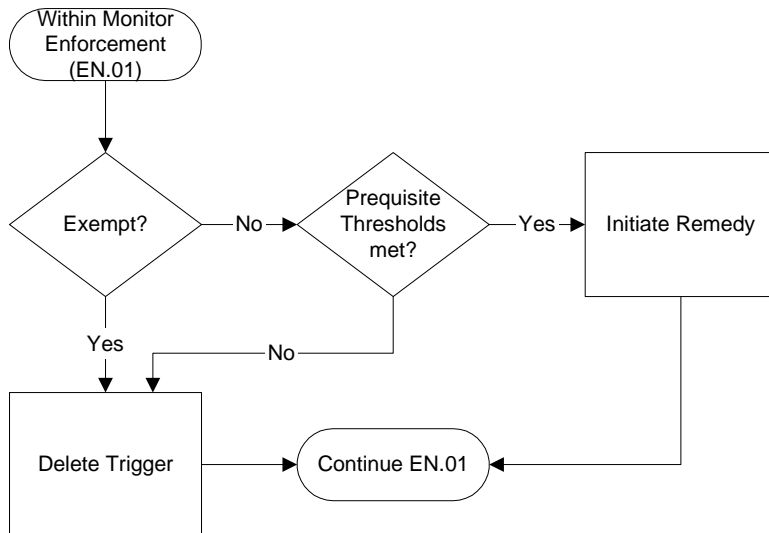 Within Monitor
Enforcement
(EN.01)
Exempt?
No
Prequisite
Thresholds
met?
Yes
Initiate Remedy
Yes
No
Delete Trigger
Continue EN.01